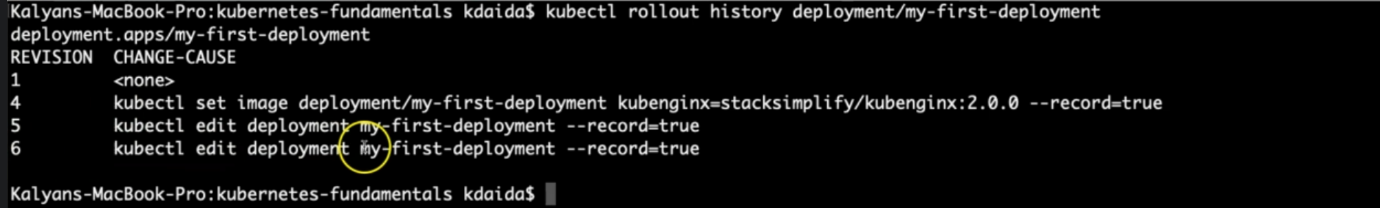 Kalyans-MacBook-Pro:kubernetes-fundamentals kdaida$ kubectl rollout history deployment/my-first-deployment
deployment.apps/my-first-deployment
REVISION  CHANGE-CAUSE
1         <none>
4         kubectl set image deployment/my-first-deployment kubenginx=stacksimplify/kubenginx:2.0.0 --record=true
5         kubectl edit deployment my-first-deployment --record=true
6         kubectl edit deployment my-first-deployment --record=true
Kalyans-MacBook-Pro:kubernetes-fundamentals kdaida$